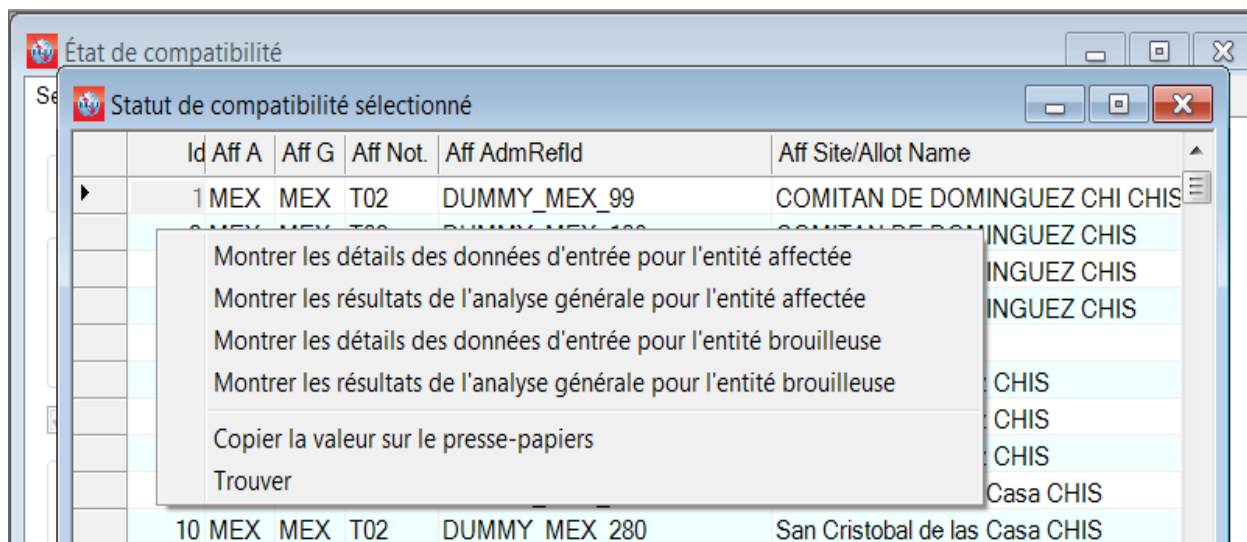 État de compatibilité
Statut de compatibilité sélectionné
Id Aff A Aff G Aff Not. Aff AdmRefId Aff Site/Allot Name
1 MEX MEX T02 DUMMY_MEX_99 COMITAN DE DOMINGUEZ CHI CHIS
INGUEZ CHIS
Montrer les détails des données d'entrée pour l'entité affectée
INGUEZ CHIS
Montrer les résultats de l'analyse générale pour l'entité affectée
INGUEZ CHIS
Montrer les détails des données d'entrée pour l'entité brouilleuse
Montrer les résultats de l'analyse générale pour l'entité brouilleuse
CHIS
CHIS
Copier la valeur sur le presse-papiers
CHIS
Trouver
Casa CHIS
10 MEX MEX T02 DUMMY MEX 280 San Cristobal de las Casa CHIS